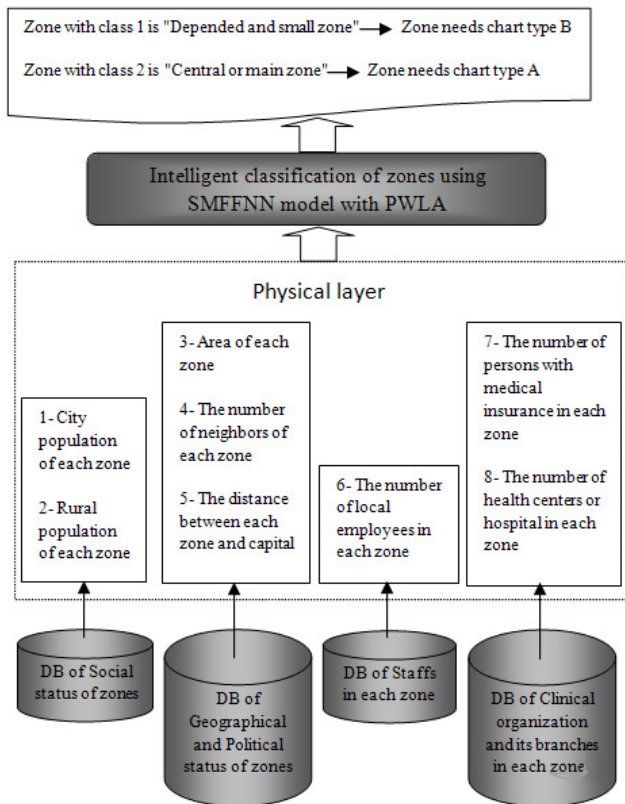 Zone with class 1 is "Depended and small zone" Zone needs chart type B
Zone with class 2 is "Central or main zone" Zone needs chart type A
Intelligent classification of zones using
SMFFNN model with PWLA
Physical layer
1- City
population
of each zone
2- Rural
population
of each zone
3- Area of each
zone
4- The number
of neighbors of
each zone
5- The distance
between each
zone and capital
6- The number
of local
employees in
each zone
7- The number of
persons with
medical
insurance in each
zone
8- The number of
health centers or
hospital in each
zone
DB of Social
status of zones
DB of
Geographical
and Political
status of zones
DB of Staffs
in each zone
DB of Clinical
organization
and its branches
in each zone